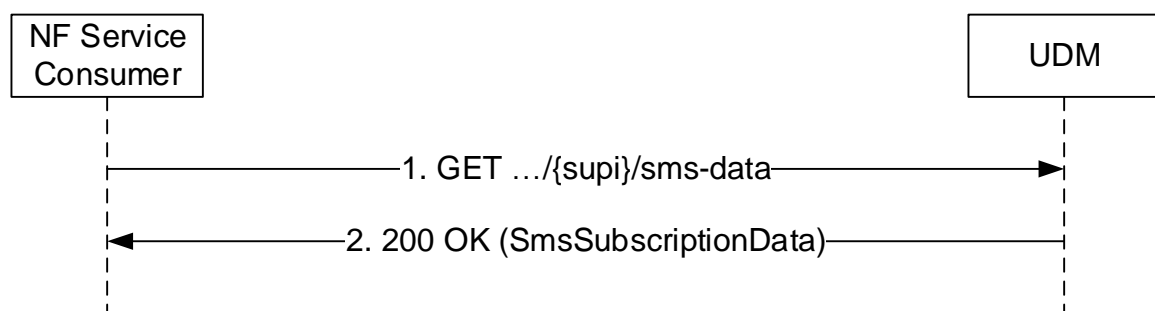 NF Service
Consumer
UDM
1. GET …/{supi}/sms-data
2. 200 OK (SmsSubscriptionData)